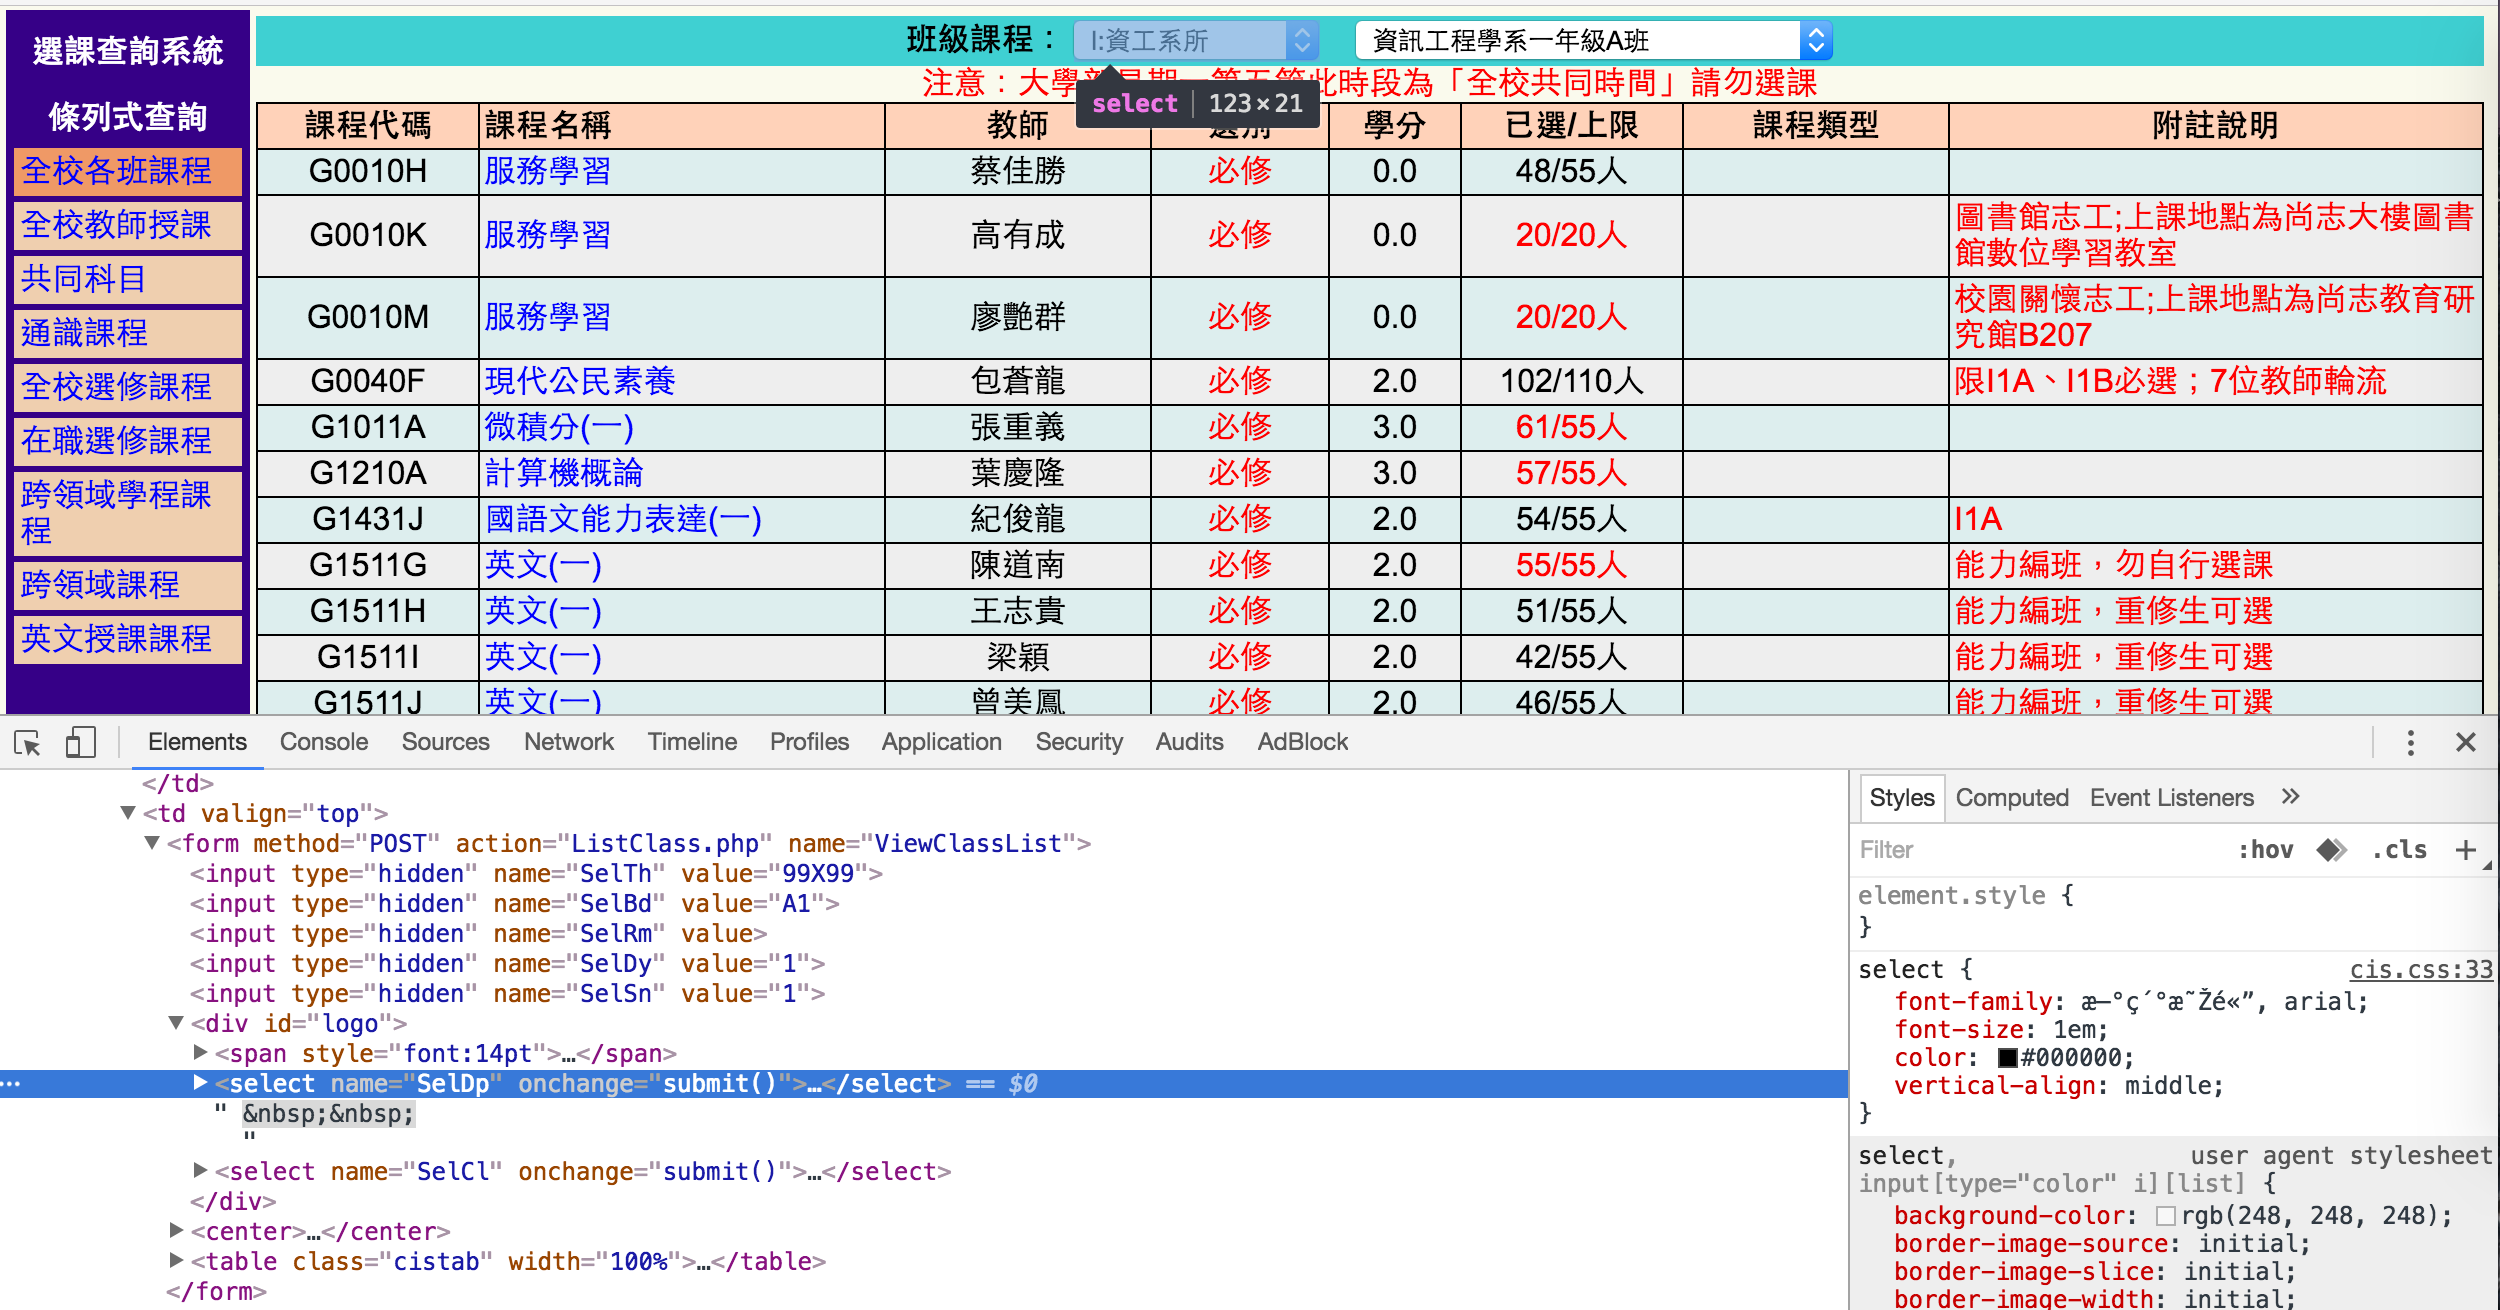 選課查詢系統
條列式查詢
全校各班課程
全校教師授課
共同科目
通識課程
全校選修課程
在職選修課程
跨領域學程課
程
跨領域課程
英文授課課程
班級課程： I:資工系所 資訊工程學系一年級A班
注意：大學部星期一第五節此時段為「全校共同時間」請勿選課
select 123×21
課程代碼 課程名稱 教師 選別 學分 已選/上限 課程類型 附註說明
G0010H 服務學習 蔡佳勝 必修 0.0 48/55人
G0010K 服務學習 高有成 必修 0.0 20/20人 圖書館志工;上課地點為尚志大樓圖書
館數位學習教室
G0010M 服務學習 廖艷群 必修 0.0 20/20人 校園關懷志工;上課地點為尚志教育研
究館B207
G0040F 現代公民素養 包蒼龍 必修 2.0 102/110人 限I1A、I1B必選；7位教師輪流
G1011A 微積分(一) 張重義 必修 3.0 61/55人
G1210A 計算機概論 葉慶隆 必修 3.0 57/55人
G1431J 國語文能力表達(一) 紀俊龍 必修 2.0 54/55人 I1A
G1511G 英文(一) 陳道南 必修 2.0 55/55人 能力編班，勿自行選課
G1511H 英文(一) 王志貴 必修 2.0 51/55人 能力編班，重修生可選
G1511I 英文(一) 梁穎 必修 2.0 42/55人 能力編班，重修生可選
G1511J 英文(一) 曾美鳳 必修 2.0 46/55人 能力編班，重修生可選
Elements Console Sources Network Timeline Profiles Application Security Audits AdBlock
</td>
▼<td valign="top">
▼<form method="POST" action="ListClass.php" name="ViewClassList">
<input type="hidden" name="SelTh" value="99X99">
<input type="hidden" name="SelBd" value="A1">
<input type="hidden" name="SelRm" value>
<input type="hidden" name="SelDy" value="1">
<input type="hidden" name="SelSn" value="1">
▼<div id="logo">
▶<span style="font:14pt">…</span>
… ▶<select name="SelDp" onchange="submit()">…</select> == $0
" &nbsp;&nbsp;
"
▶<select name="SelCl" onchange="submit()">…</select>
</div>
▶<center>…</center>
▶<table class="cistab" width="100%">…</table>
</form>
Styles Computed Event Listeners »
Filter :hov .cls +
element.style {
}
select { cis.css:33
font-family: æ–°ç´°æ˜Žé«”, arial;
font-size: 1em;
color: #000000;
vertical-align: middle;
}
select, user agent stylesheet
input[type="color" i][list] {
background-color: rgb(248, 248, 248);
border-image-source: initial;
border-image-slice: initial;
border-image-width: initial;